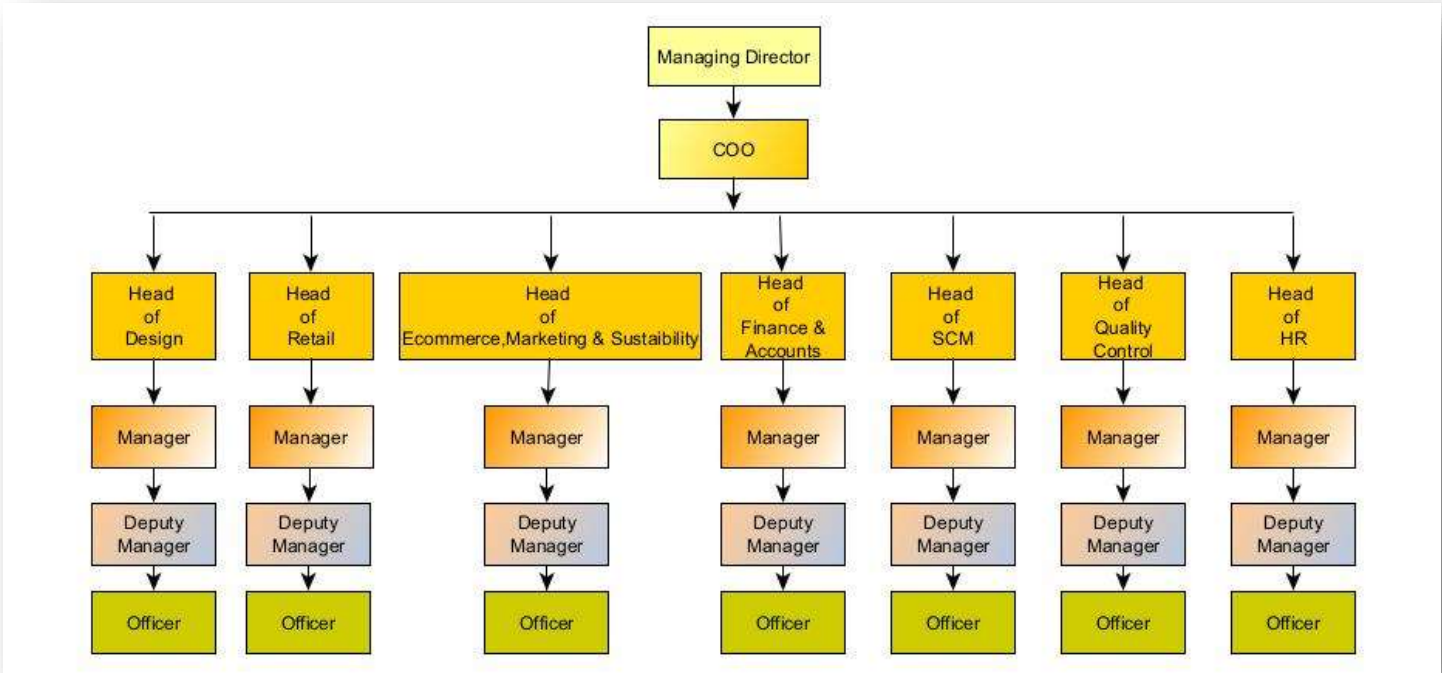 Managing Director
COO
Head
of
Design
Head
of
Retail
Head
of
Ecommerce,Marketing & Sustaibility
Head
of
Finance &
Accounts
Head
of
SCM
Head
of
Quality
Control
Head
of
HR
Manager
Manager
Manager
Manager
Manager
Manager
Manager
Deputy
Manager
Deputy
Manager
Deputy
Manager
Deputy
Manager
Deputy
Manager
Deputy
Manager
Deputy
Manager
Officer
Officer
Officer
Officer
Officer
Officer
Officer